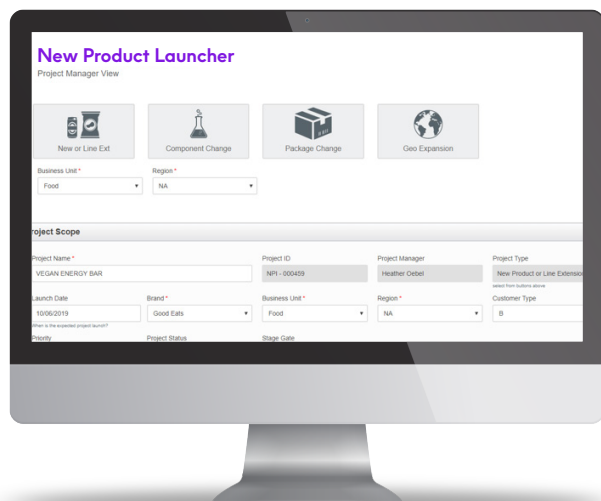 New Product Launcher
Project Manager View
New or Line Ext
Component Change
Package Change
Geo Expansion
Business Unit *
Region *
Food
NA
roject Scope
Project Name *
Project ID
Project Manager
Project Type
VEGAN ENERGY BAR
NPI - 000459
Heather Oebel
New Product or Line Extension
select from buttons above
Launch Date
Brand *
Business Unit *
Region *
Customer Type
10/06/2019
Good Eats
Food
NA
B
When is the expected project launch?
Priority
Project Status
Stage Gate